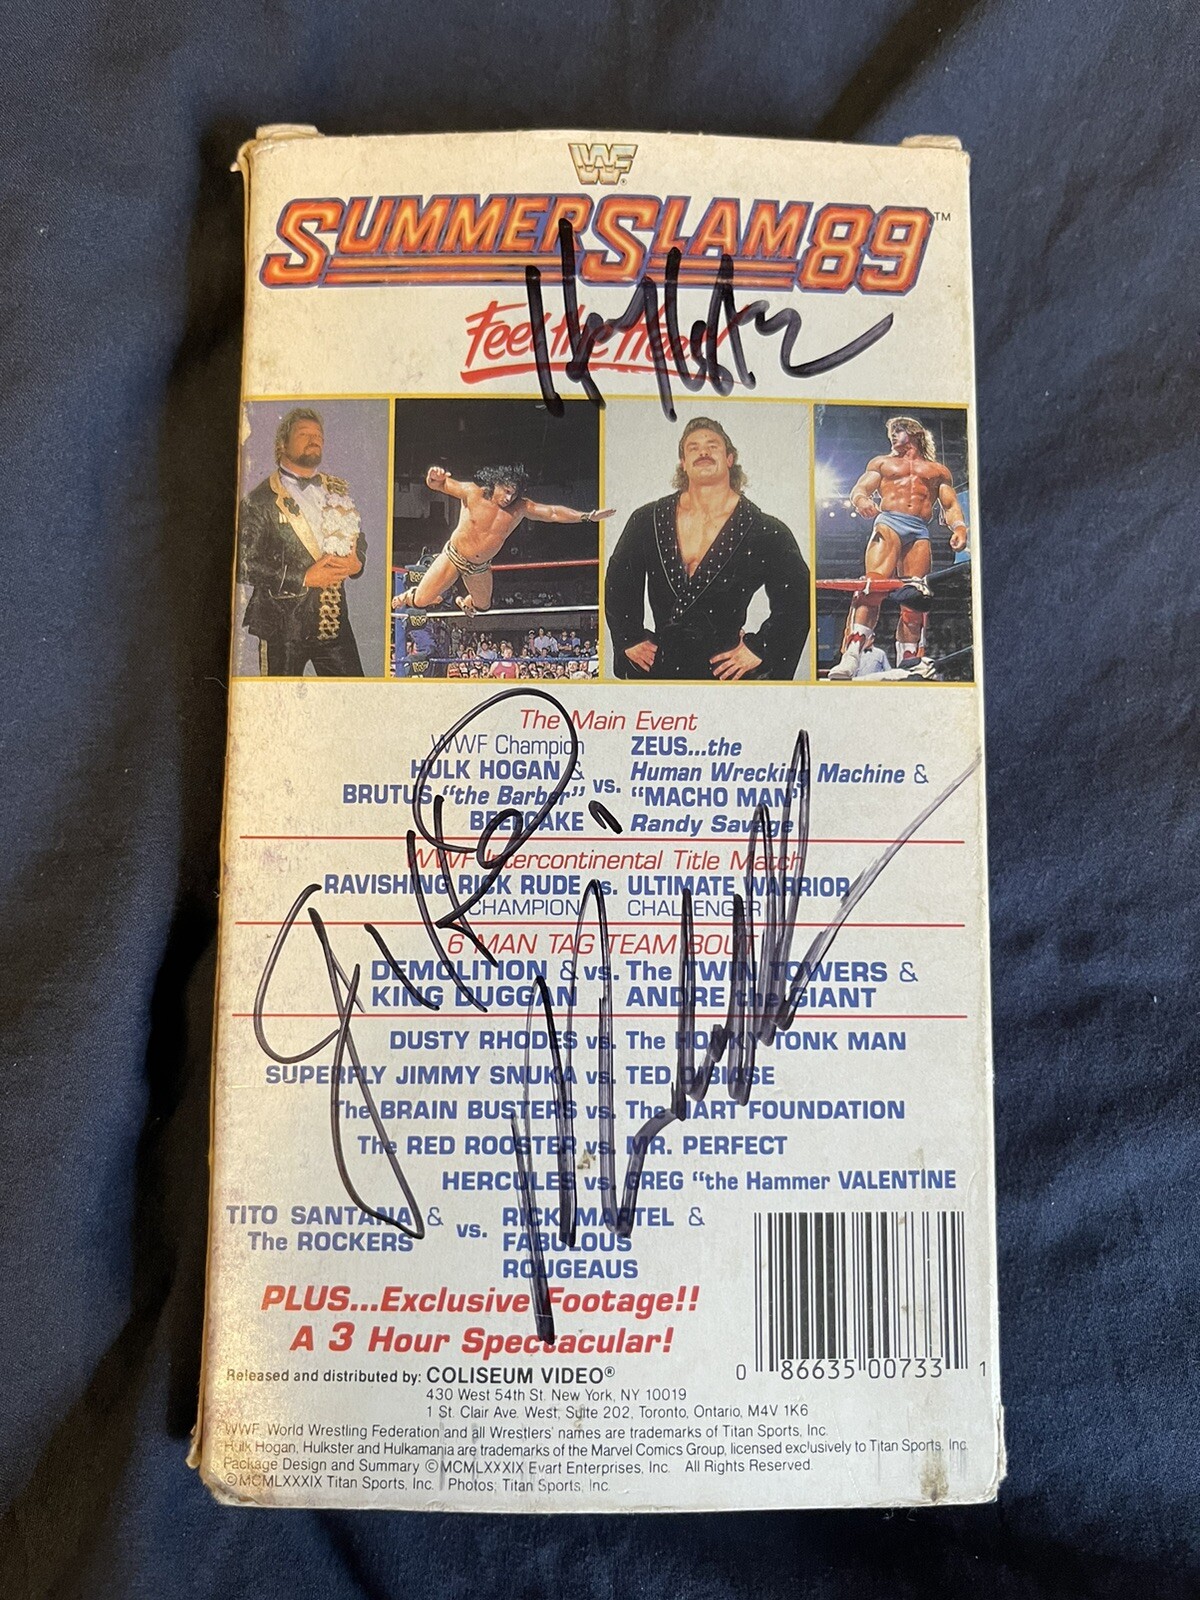 WF
SUMMERSLAM 89™
Feel the Heat!
The Main Event
WWF Champion
HULK HOGAN &
BRUTUS "the Barber"
BEEFCAKE
vs.
ZEUS...the
Human Wrecking Machine &
"MACHO MAN"
Randy Savage
WWF Intercontinental Title Match
RAVISHING RICK RUDE vs. ULTIMATE WARRIOR
CHAMPION CHALLENGER
6 MAN TAG TEAM BOUT
DEMOLITION & vs. The TWIN TOWERS &
KING DUGGAN ANDRE the GIANT
DUSTY RHODES vs. The HONKY TONK MAN
SUPERFLY JIMMY SNUKA vs. TED DIBIASE
The BRAIN BUSTERS vs. The HART FOUNDATION
The RED ROOSTER vs. MR. PERFECT
HERCULES vs. GREG "the Hammer VALENTINE
TITO SANTANA &
The ROCKERS
vs.
RICK MARTEL &
FABULOUS
ROUGEAUS
PLUS...Exclusive Footage!!
A 3 Hour Spectacular!
0 86635 00733 1
Released and distributed by: COLISEUM VIDEO®
430 West 54th St. New York, NY 10019
1 St. Clair Ave. West, Suite 202, Toronto, Ontario, M4V 1K6
WWF, World Wrestling Federation and all Wrestlers' names are trademarks of Titan Sports, Inc.
Hulk Hogan, Hulkster and Hulkamania are trademarks of the Marvel Comics Group, licensed exclusively to Titan Sports, Inc.
Package Design and Summary ©MCMLXXXIX Evart Enterprises, Inc. All Rights Reserved.
©MCMLXXXIX Titan Sports, Inc. Photos: Titan Sports, Inc.